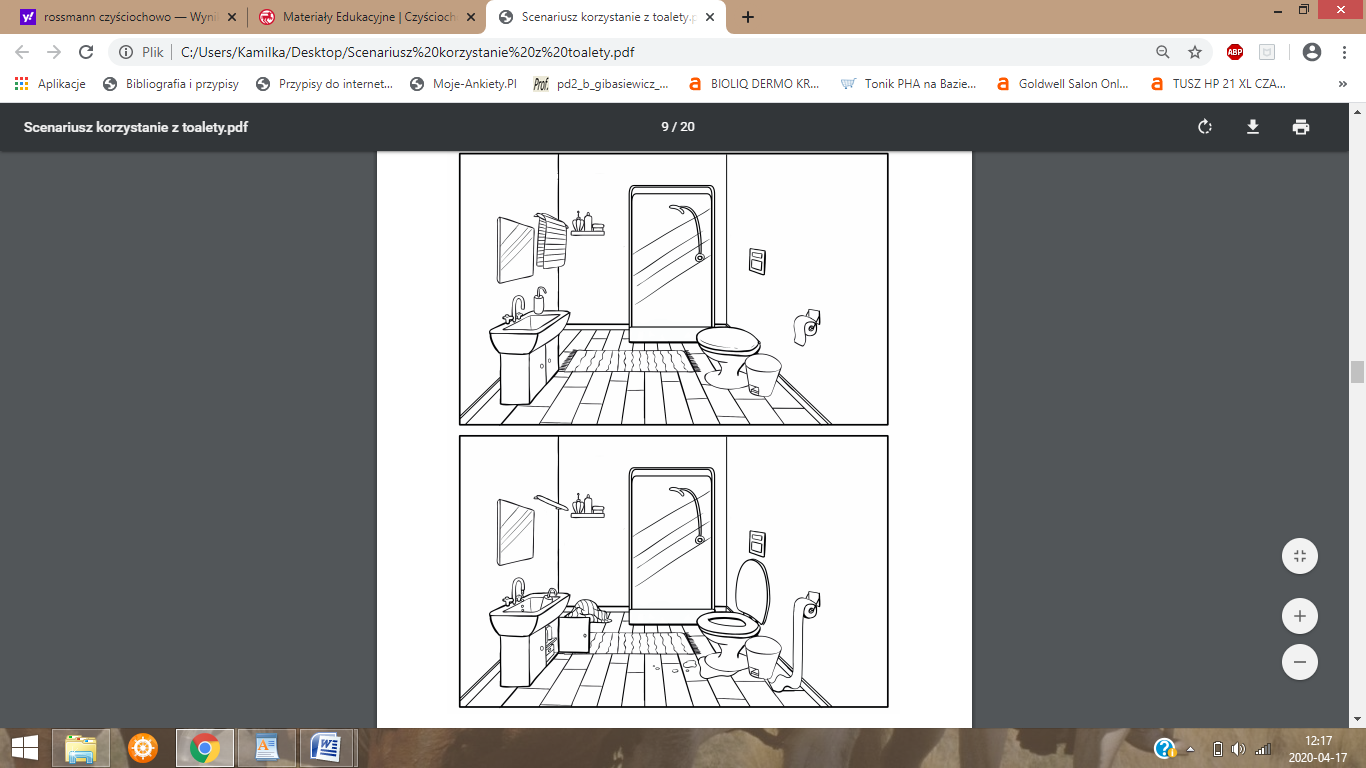 rossmann czyściochowo — Wyni
Materiały Edukacyjne | Czyścioch
Scenariusz korzystanie z toalety.p
Plik
C:/Users/Kamilka/Desktop/Scenariusz%20korzystanie%20z%20toalety.pdf
ABP
Aplikacje
Bibliografia i przypisy
Przypisy do internet...
Moje-Ankiety.Pl
Prof.
pd2_b_gibasiewicz_...
BIOLIQ DERMO KR...
Tonik PHA na Bazie...
Goldwell Salon Onl...
TUSZ HP 21 XL CZA...
Scenariusz korzystanie z toalety.pdf
9 / 20
12:17
2020-04-17